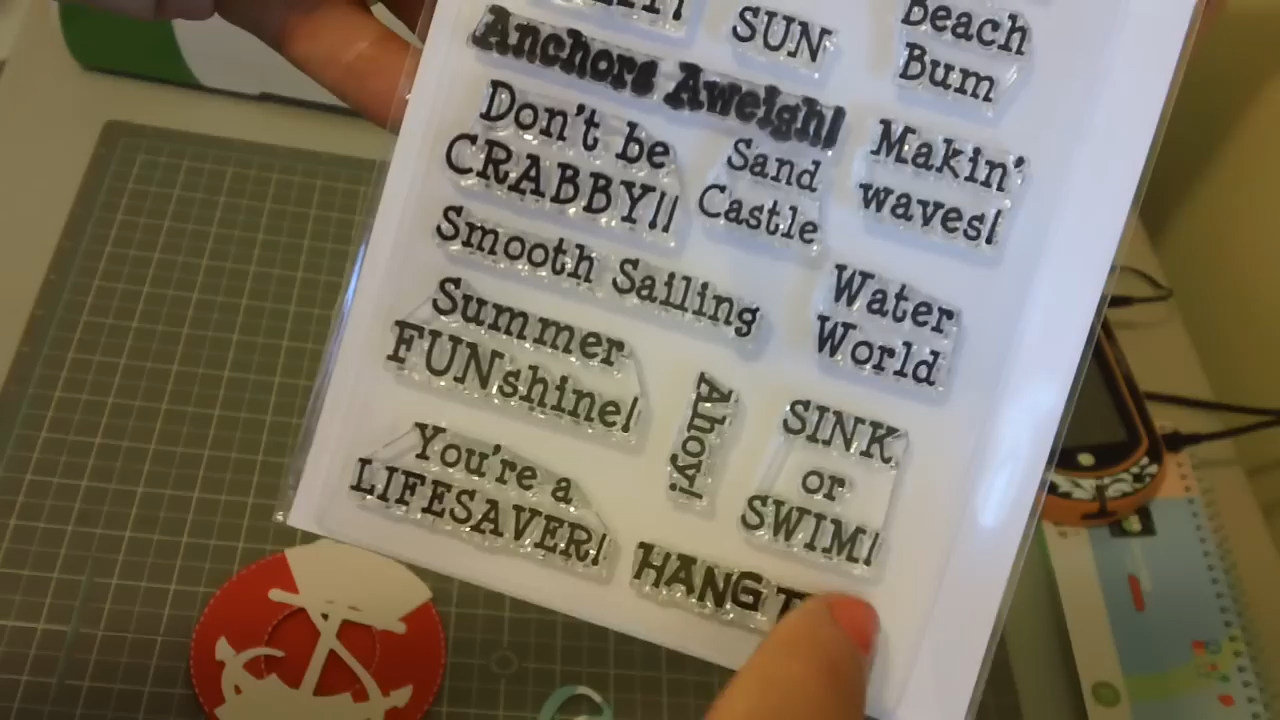 SUN
Beach
Bum
Anchors Aweigh!
Don't be
CRABBY!!
Sand
Castle
Makin'
waves!
Smooth Sailing
Water
World
Summer
FUNshine!
Ahoy!
SINK
or
SWIM!
You're a
LIFESAVER!
HANG